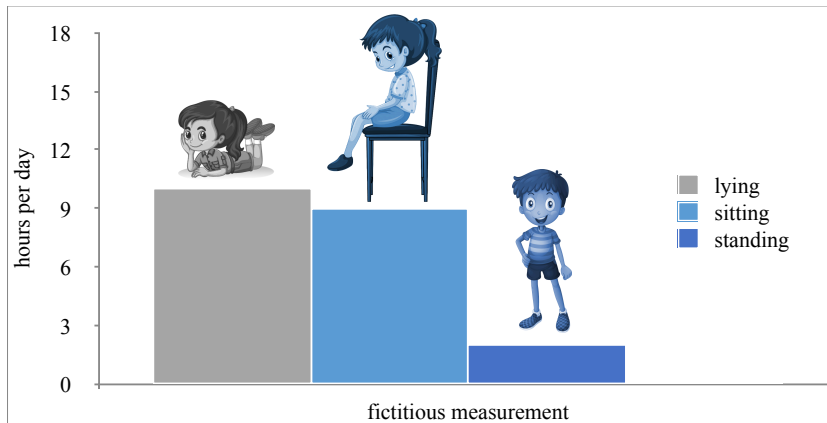 18
15
12
9
6
3
0
hours per day
lying
sitting
standing
fictitious measurement